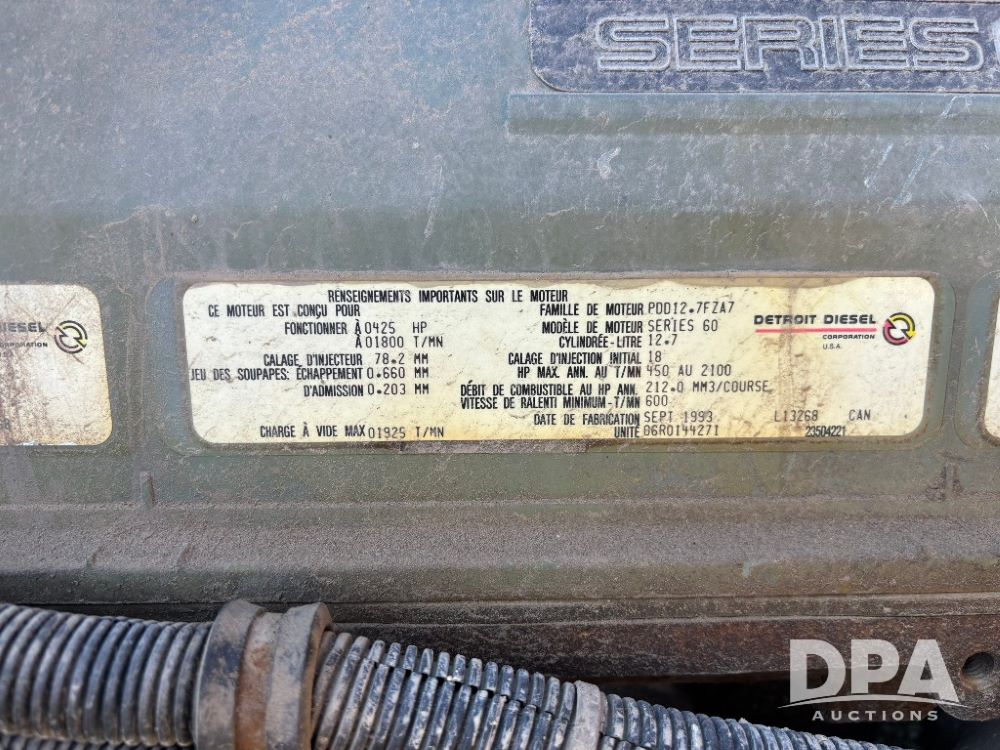 SERIES
RENSEIGNEMENTS IMPORTANTS SUR LE MOTEUR
CE MOTEUR EST CONÇU POUR
FONCTIONNER À 0425 HP
À 01800 T/MN
CALAGE D'INJECTEUR 78.2 MM
JEU DES SOUPAPES: ÉCHAPPEMENT 0.660 MM
D'ADMISSION 0.203 MM
CHARGE À VIDE MAX 01925 T/MN
FAMILLE DE MOTEUR PDD12.7FZA7
MODÈLE DE MOTEUR SERIES 60
CYLINDRÉE-LITRE 12.7
CALAGE D'INJECTION INITIAL 18
HP MAX. ANN. AU T/MN 450 AU 2100
DÉBIT DE COMBUSTIBLE AU HP ANN. 212.0 MM3/COURSE
VITESSE DE RALENTI MINIMUM-T/MN 600
DATE DE FABRICATION SEPT 1993 L13268 CAN
UNITÉ 06R0144271 23504221
DETROIT DIESEL
CORPORATION
U.S.A.
DIESEL
CORPORATION
U.S.A.
DPA
AUCTIONS